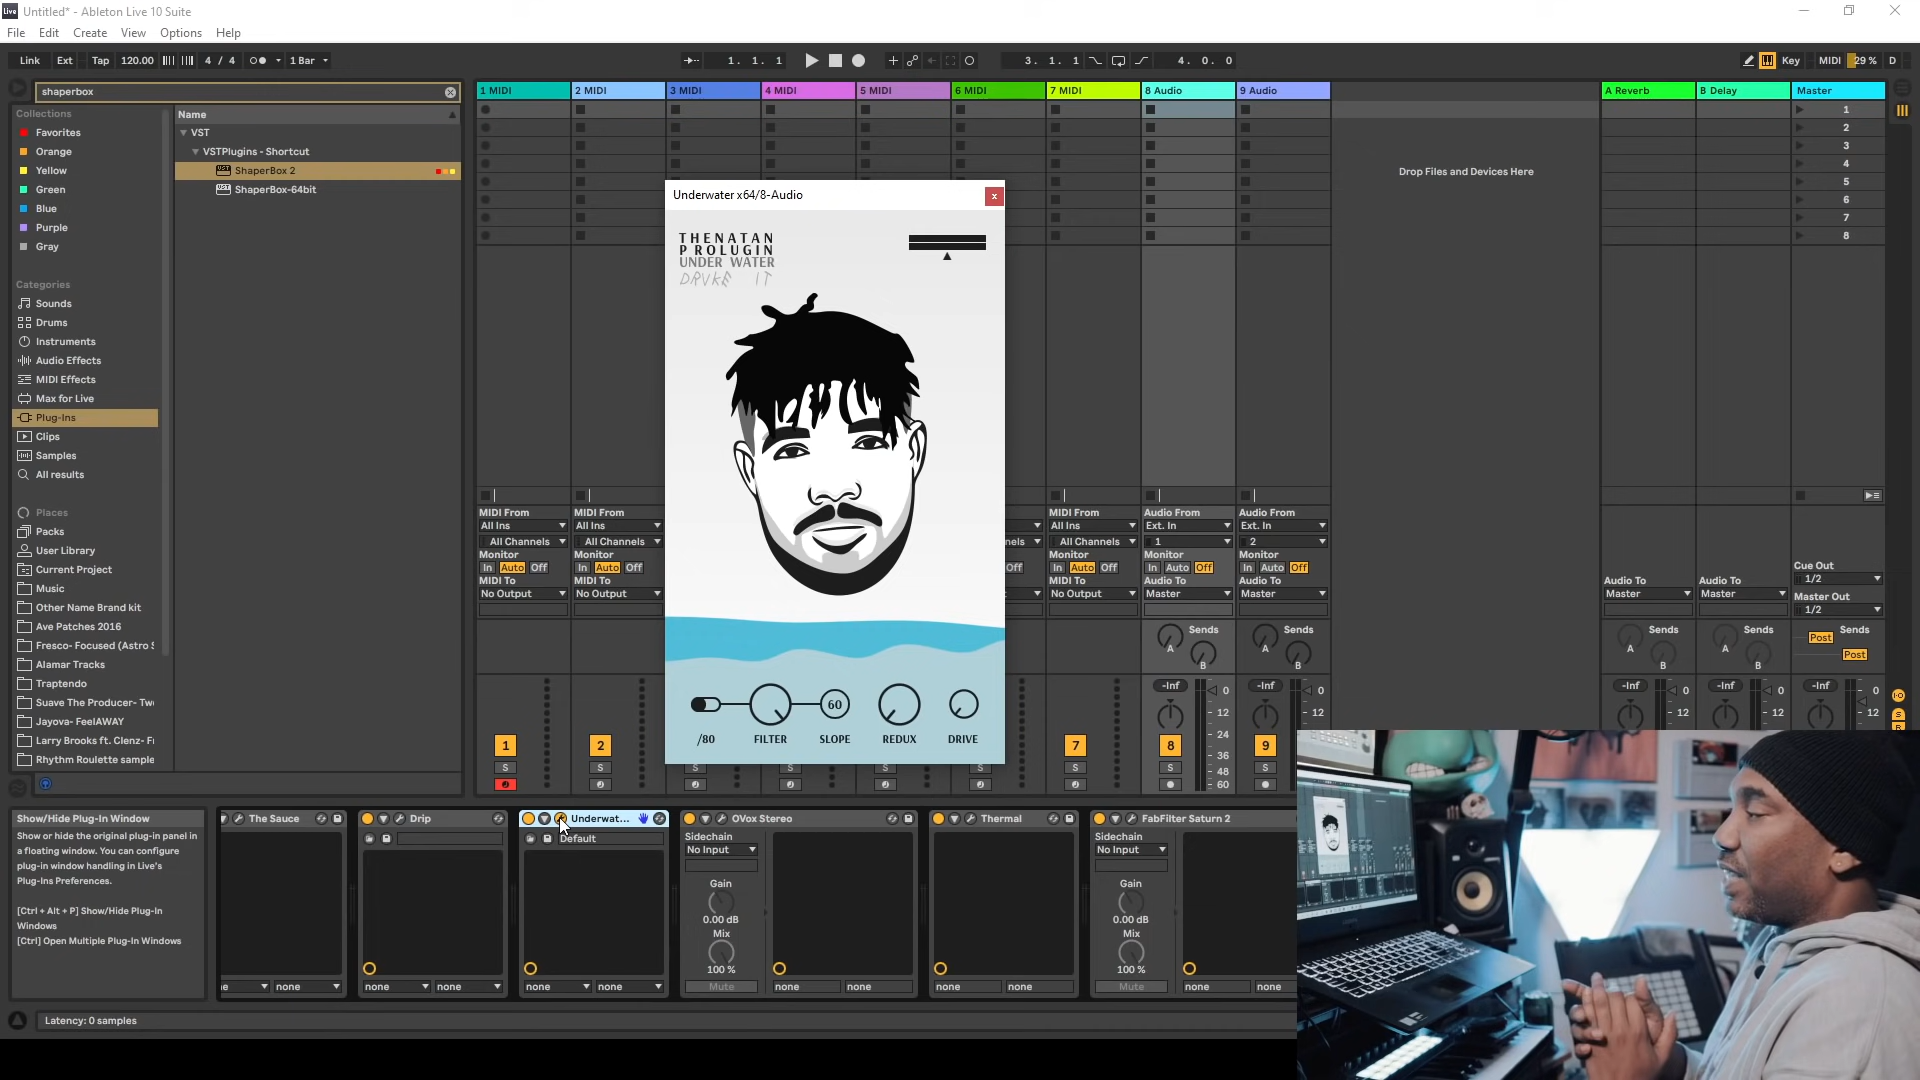 Live Untitled* - Ableton Live 10 Suite
File Edit Create View Options Help
Link Ext Tap 120.00 4 / 4 1 Bar 1. 1. 1 3. 1. 1 4. 0. 0 Key MIDI 29 % D
shaperbox
Collections
Favorites
Orange
Yellow
Green
Blue
Purple
Gray
Categories
Sounds
Drums
Instruments
Audio Effects
MIDI Effects
Max for Live
Plug-Ins
Clips
Samples
All results
Places
Packs
User Library
Current Project
Music
Other Name Brand kit
Ave Patches 2016
Fresco- Focused (Astro S
Alamar Tracks
Traptendo
Suave The Producer- Tw
Jayova- FeelAWAY
Larry Brooks ft. Clenz- F
Rhythm Roulette sample
Name
VST
VSTPlugins - Shortcut
ShaperBox 2
ShaperBox-64bit
1 MIDI 2 MIDI 3 MIDI 4 MIDI 5 MIDI 6 MIDI 7 MIDI 8 Audio 9 Audio A Reverb B Delay Master
1
2
3
4
5
6
7
8
Drop Files and Devices Here
Underwater x64/8-Audio x
THENATAN
PROLUGIN
UNDER WATER
DRVKE IT
60
/80 FILTER SLOPE REDUX DRIVE
MIDI From MIDI From MIDI From Audio From Audio From
All Ins All Ins All Ins Ext. In Ext. In
All Channels All Channels nels All Channels 1 2
Monitor Monitor Monitor Monitor Monitor
In Auto Off In Auto Off Off In Auto Off In Auto Off In Auto Off
MIDI To MIDI To MIDI To Audio To Audio To Audio To Audio To
No Output No Output No Output Master Master Master Master
Cue Out
1/2
Master Out
1/2
Sends Sends Sends Sends Sends
A B A B A B A B Post Post
-Inf -Inf -Inf -Inf -Inf
0 0 0 0 0
12 12 12 12 12
24 24
36 36
48 48
60 60
1 2 7 8 9
S S S S S S S S S
Show/Hide Plug-In Window
Show or hide the original plug-in panel in
a floating window. You can configure
plug-in window handling in Live's
Plug-Ins Preferences.
[Ctrl + Alt + P] Show/Hide Plug-In
Windows
[Ctrl] Open Multiple Plug-In Windows
The Sauce Drip Underwat... OVox Stereo Thermal FabFilter Saturn 2
Default
Sidechain Sidechain
No Input No Input
Gain Gain
0.00 dB 0.00 dB
Mix Mix
100 % 100 %
Mute Mute
ne none none none none none none none none none none none
Latency: 0 samples